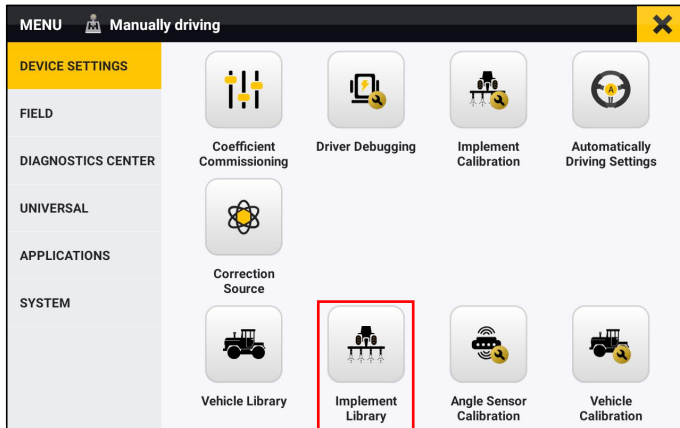 MENU Manually driving
DEVICE SETTINGS
FIELD
DIAGNOSTICS CENTER
UNIVERSAL
APPLICATIONS
SYSTEM
Coefficient
Commissioning
Driver Debugging
Implement
Calibration
A
Automatically
Driving Settings
Correction
Source
Vehicle Library
Implement
Library
Angle Sensor
Calibration
Vehicle
Calibration